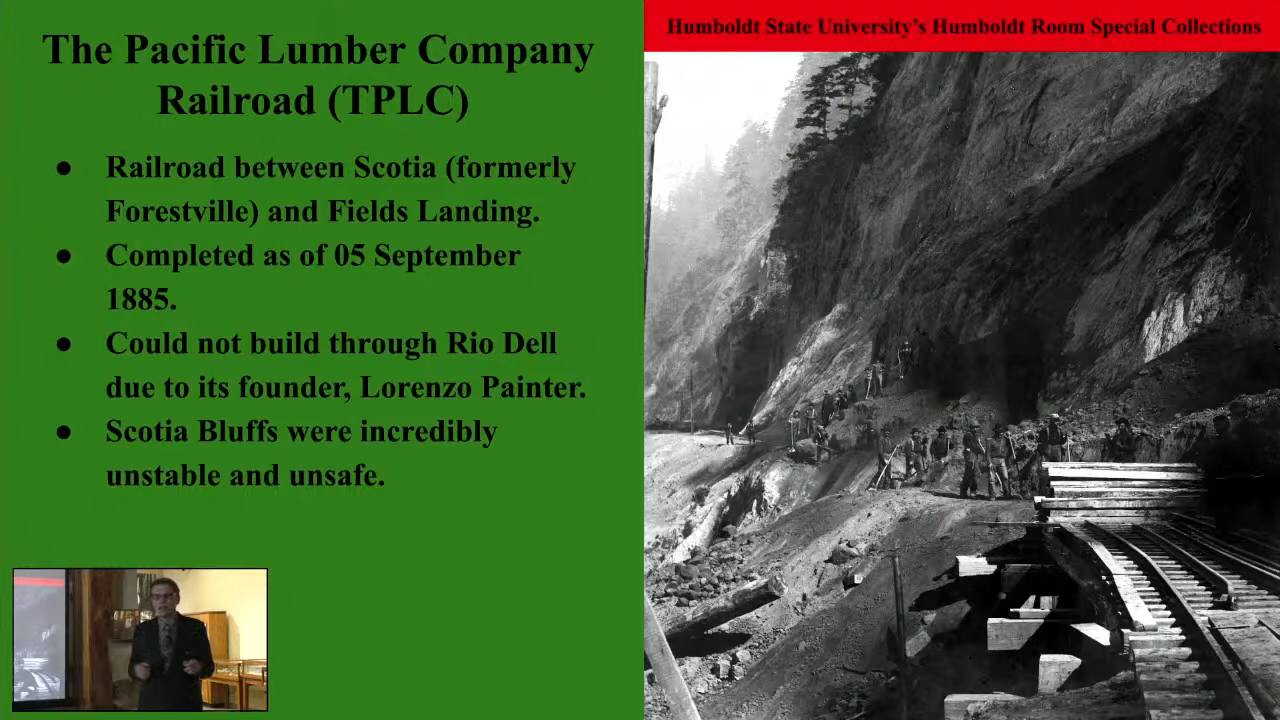 The Pacific Lumber Company
Railroad (TPLC)
● Railroad between Scotia (formerly
Forestville) and Fields Landing.
● Completed as of 05 September
1885.
● Could not build through Rio Dell
due to its founder, Lorenzo Painter.
● Scotia Bluffs were incredibly
unstable and unsafe.
Humboldt State University's Humboldt Room Special Collections